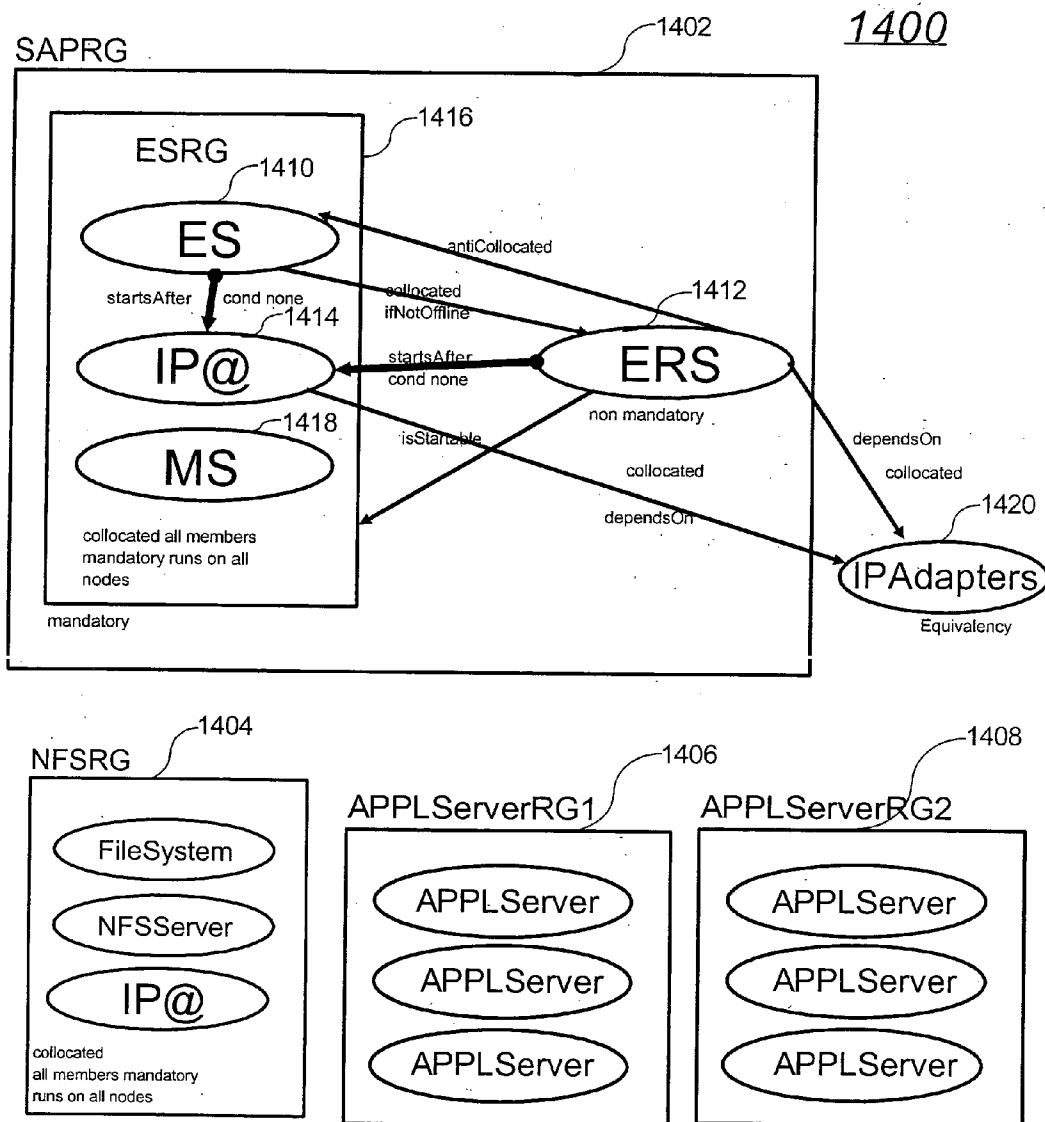 1400
1402
SAPRG
1416
ESRG
1410
ES
antiCollocated
startsAfter
cond none
collocated
ifNotOffline
1412
1414
IP@
startsAfter
cond none
ERS
non mandatory
1418
isStartable
MS
collocated
dependsOn
collocated
dependsOn
1420
collocated all members
mandatory runs on all
nodes
IPAdapters
Equivalency
mandatory
1404
NFSRG
1406
1408
APPLServerRG1
APPLServerRG2
FileSystem
NFSServer
IP@
collocated
all members mandatory
runs on all nodes
APPLServer
APPLServer
APPLServer
APPLServer
APPLServer
APPLServer